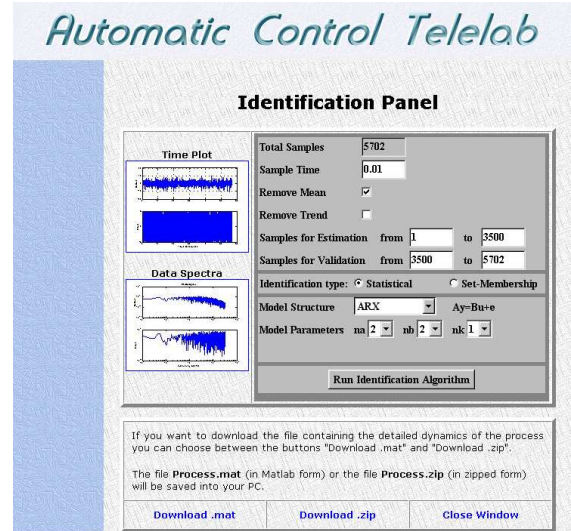 Automatic Control Telelab
Identification Panel
Time Plot
Data Spectra
Total Samples 5702
Sample Time 0.01
Remove Mean
Remove Trend
Samples for Estimation from 1 to 3500
Samples for Validation from 3500 to 5702
Identification type: Statistical Set-Membership
Model Structure ARX Ay=Bu+e
Model Parameters na 2 nb 2 nk 1
Run Identification Algorithm
If you want to download the file containing the detailed dynamics of the process
you can choose between the buttons "Download .mat" and "Download .zip".
The file Process.mat (in Matlab form) or the file Process.zip (in zipped form)
will be saved into your PC.
Download .mat Download .zip Close Window